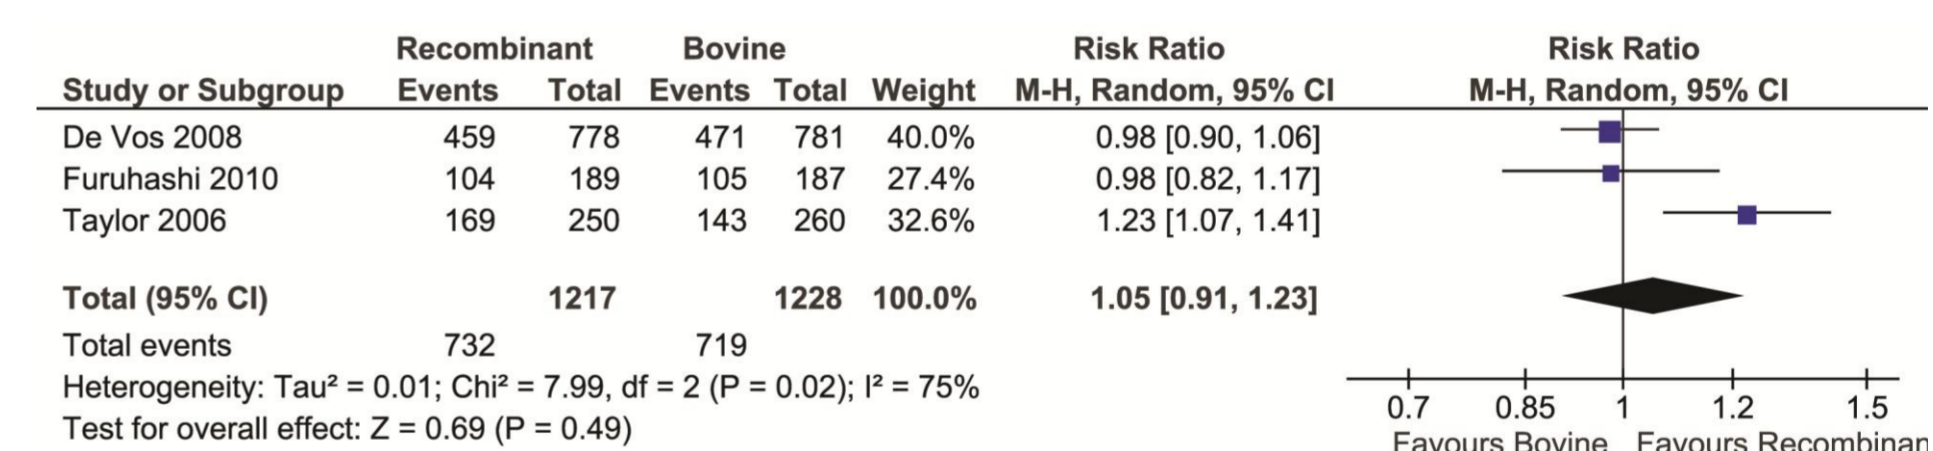 Recombinant Bovine Risk Ratio Risk Ratio
Study or Subgroup Events Total Events Total Weight M-H, Random, 95% CI M-H, Random, 95% CI
De Vos 2008 459 778 471 781 40.0% 0.98 [0.90, 1.06]
Furuhashi 2010 104 189 105 187 27.4% 0.98 [0.82, 1.17]
Taylor 2006 169 250 143 260 32.6% 1.23 [1.07, 1.41]
Total (95% CI) 1217 1228 100.0% 1.05 [0.91, 1.23]
Total events 732 719
Heterogeneity: Tau² = 0.01; Chi² = 7.99, df = 2 (P = 0.02); I² = 75%
Test for overall effect: Z = 0.69 (P = 0.49)
0.7 0.85 1 1.2 1.5
Favours Bovine Favours Recombinan